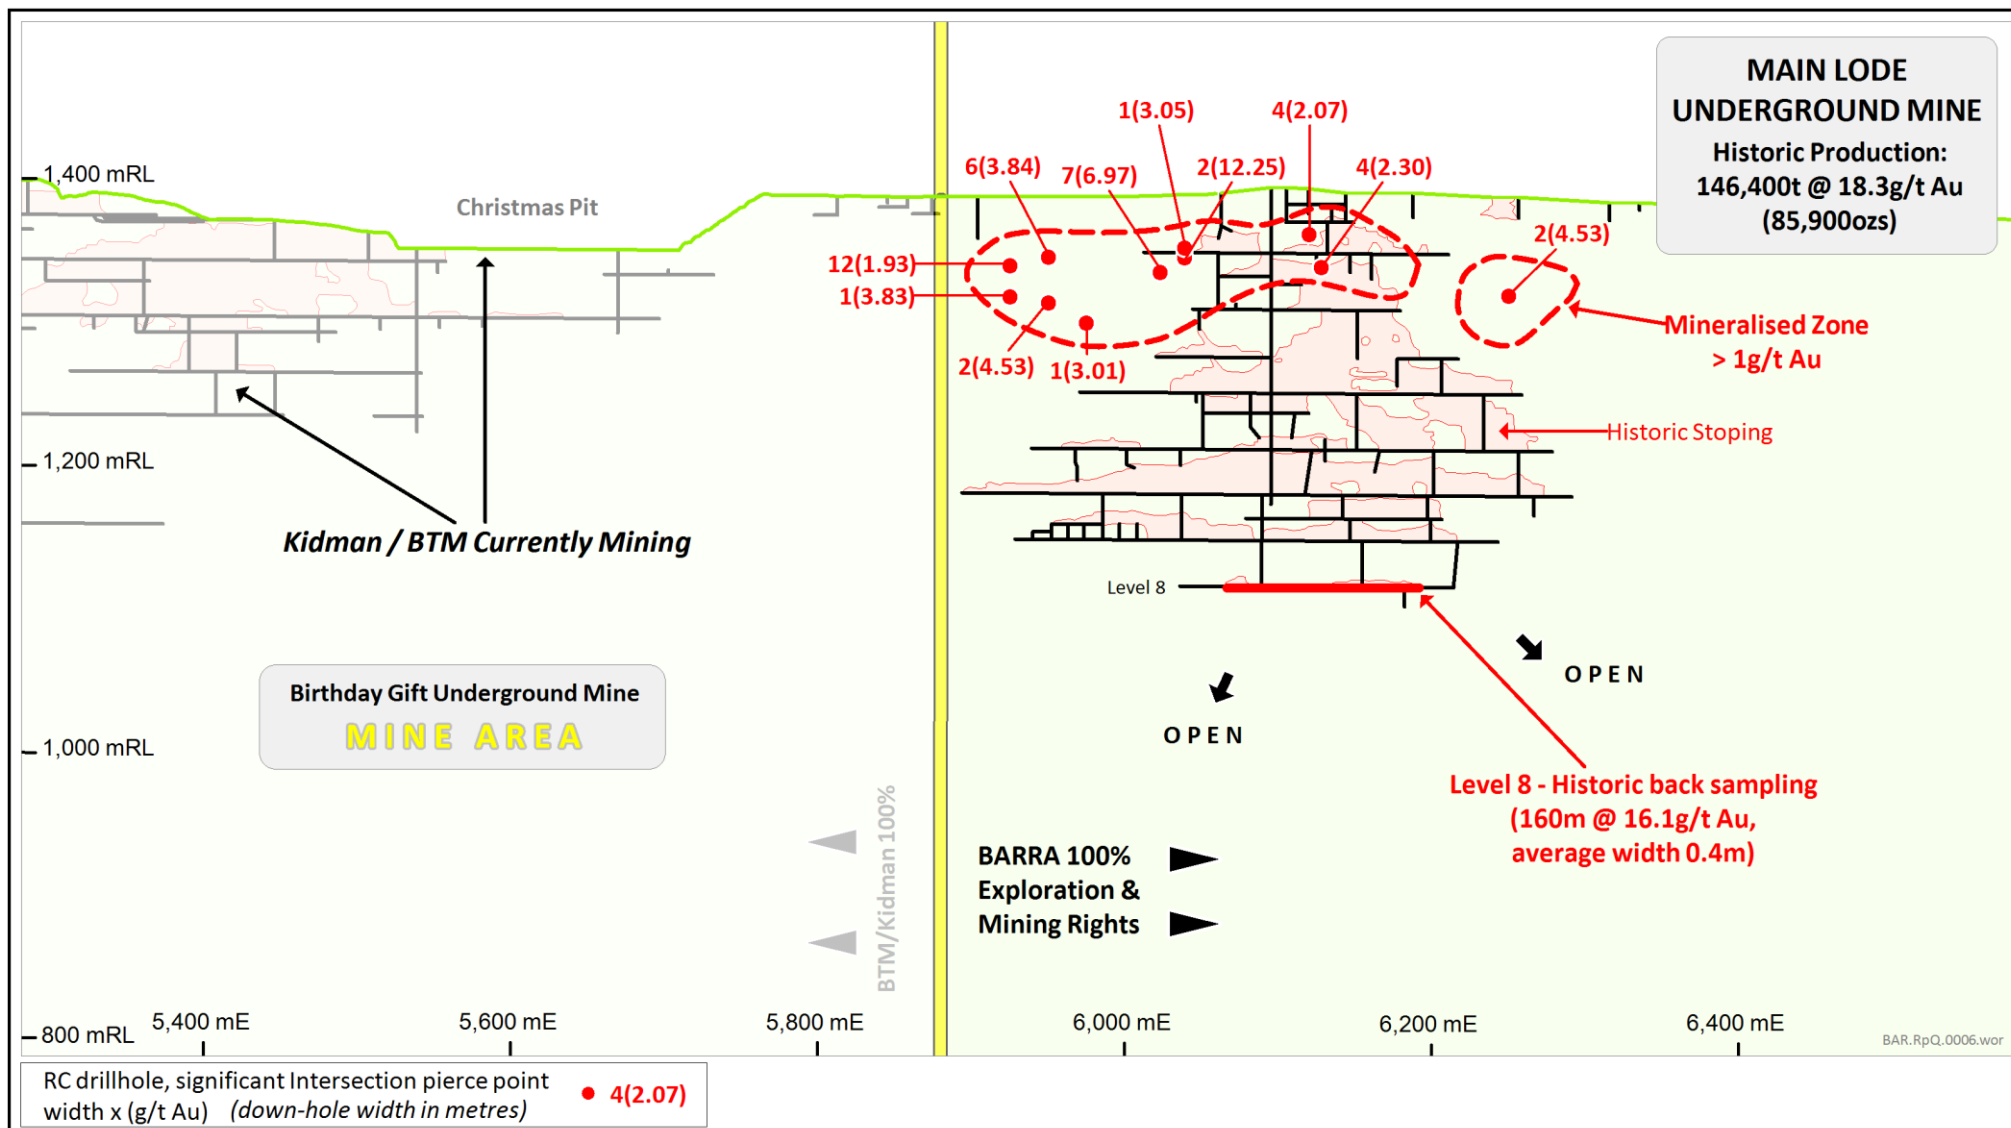 MAIN LODE
UNDERGROUND MINE
Historic Production:
146,400t @ 18.3g/t Au
(85,900ozs)
1(3.05)
4(2.07)
6(3.84)
7(6.97)
2(12.25)
4(2.30)
1,400 mRL
Christmas Pit
2(4.53)
12(1.93)
1(3.83)
Mineralised Zone
> 1g/t Au
2(4.53)
1(3.01)
Historic Stoping
1,200 mRL
Kidman / BTM Currently Mining
Level 8
OPEN
OPEN
Birthday Gift Underground Mine
MINE AREA
1,000 mRL
Level 8 - Historic back sampling
(160m @ 16.1g/t Au,
average width 0.4m)
BTM/Kidman 100%
BARRA 100%
Exploration &
Mining Rights
800 mRL
5,400 mE
5,600 mE
5,800 mE
6,000 mE
6,200 mE
6,400 mE
BAR.RpQ.0006.wor
RC drillhole, significant Intersection pierce point
width x (g/t Au) (down-hole width in metres)
4(2.07)